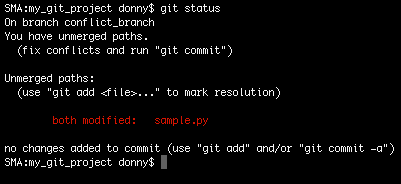 SMA:my_git_project donny$ git status
On branch conflict_branch
You have unmerged paths.
  (fix conflicts and run "git commit")

Unmerged paths:
  (use "git add <file>..." to mark resolution)

        both modified:   sample.py

no changes added to commit (use "git add" and/or "git commit -a")
SMA:my_git_project donny$